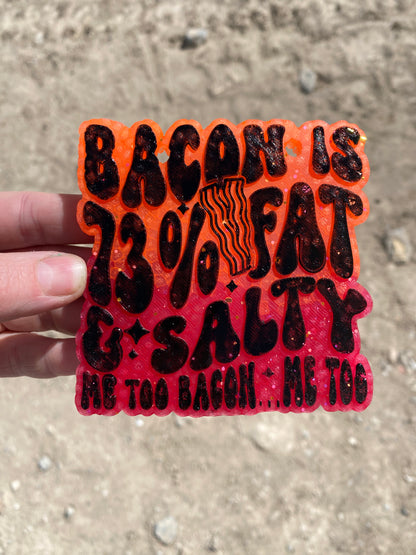 BACON IS
73% FAT
& SALTY
ME TOO BACON...ME TOO